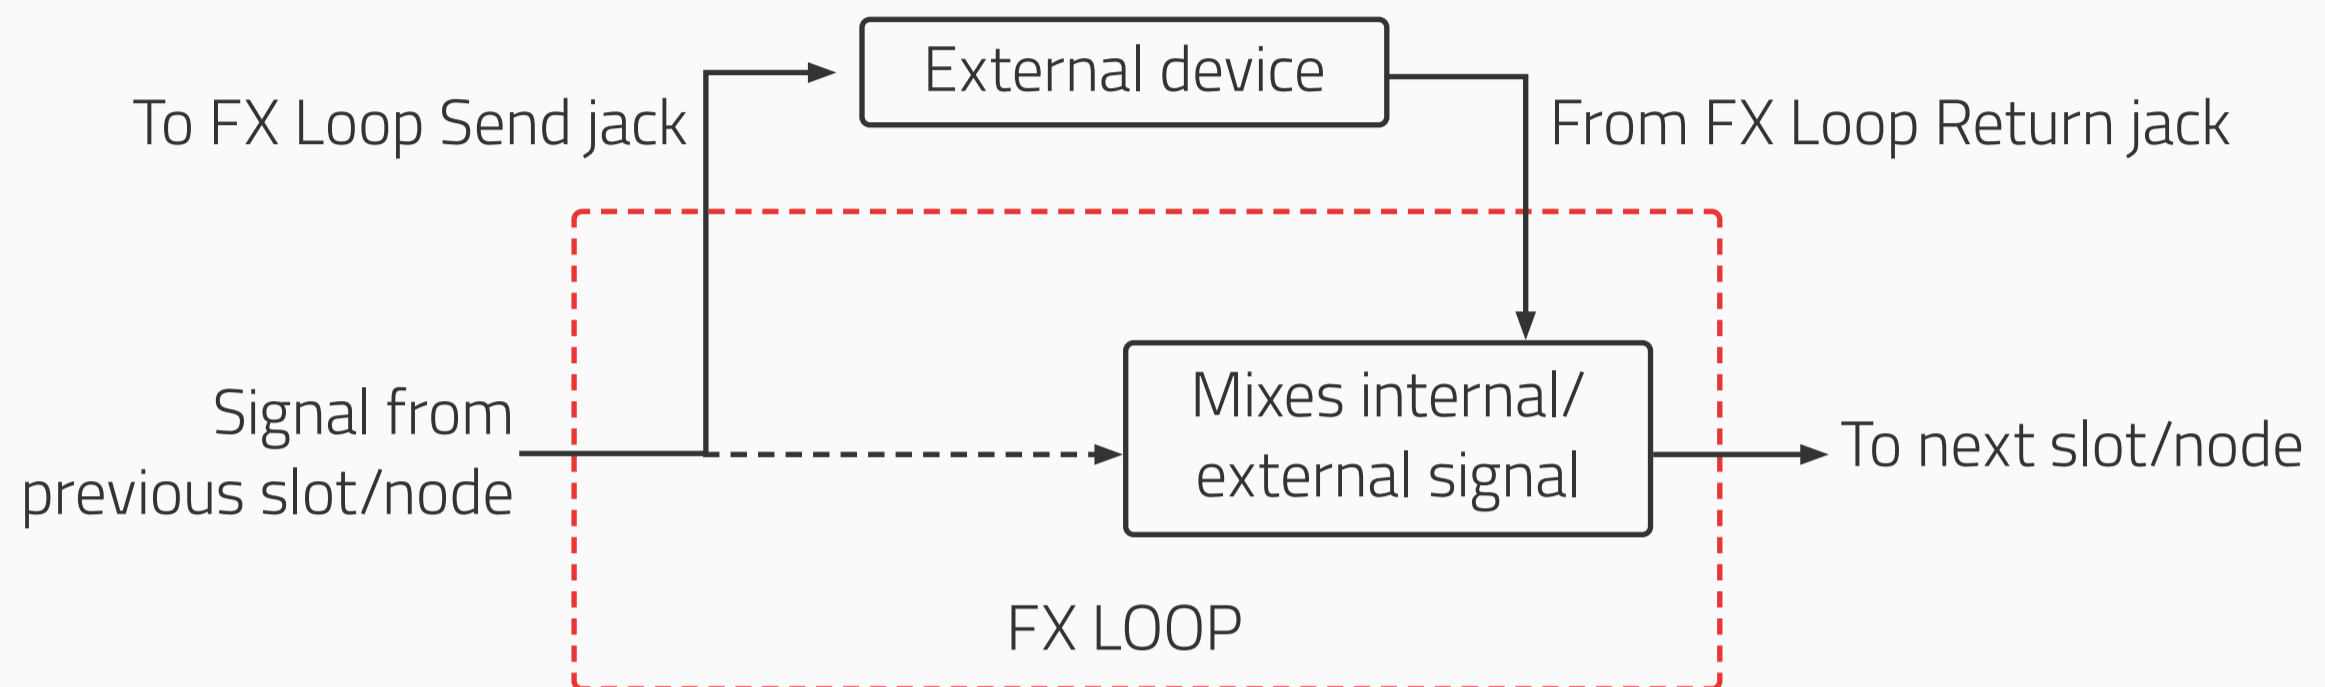 External device
To FX Loop Send jack
From FX Loop Return jack
Signal from
previous slot/node
Mixes internal/
external signal
To next slot/node
FX LOOP